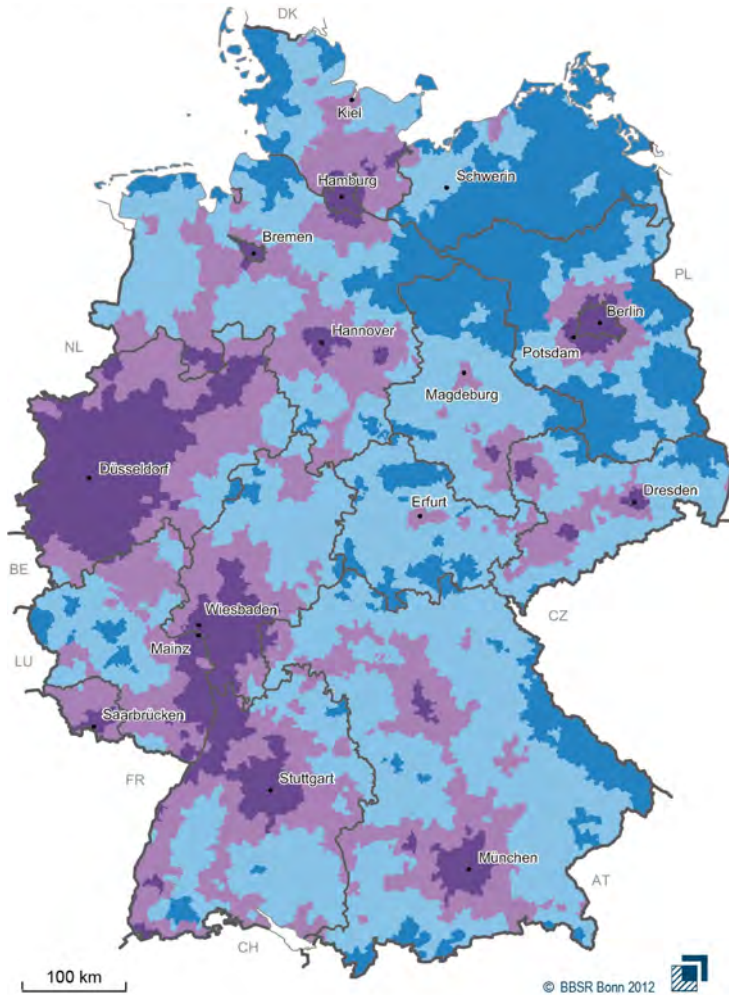 DK
Kiel
Hamburg
Schwerin
Bremen
PL
Berlin
Hannover
NL
Potsdam
Magdeburg
Düsseldorf
Dresden
Erfurt
BE
Wiesbaden
CZ
Mainz
LU
Saarbrücken
FR
Stuttgart
München
AT
CH
100 km
© BBSR Bonn 2012